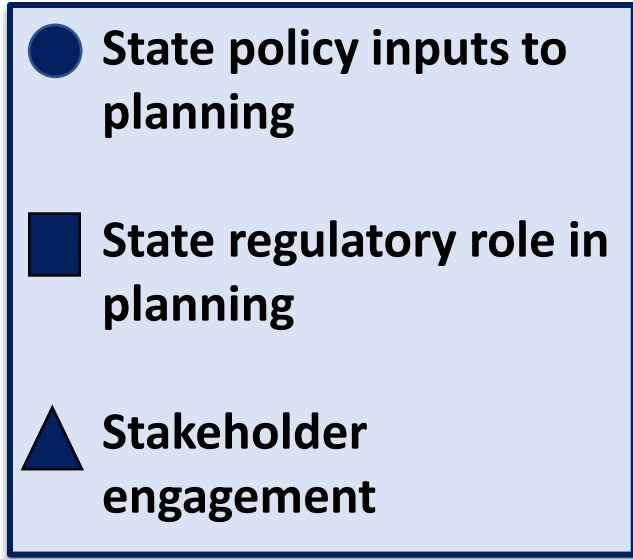 State policy inputs to
planning
State regulatory role in
planning
Stakeholder
engagement